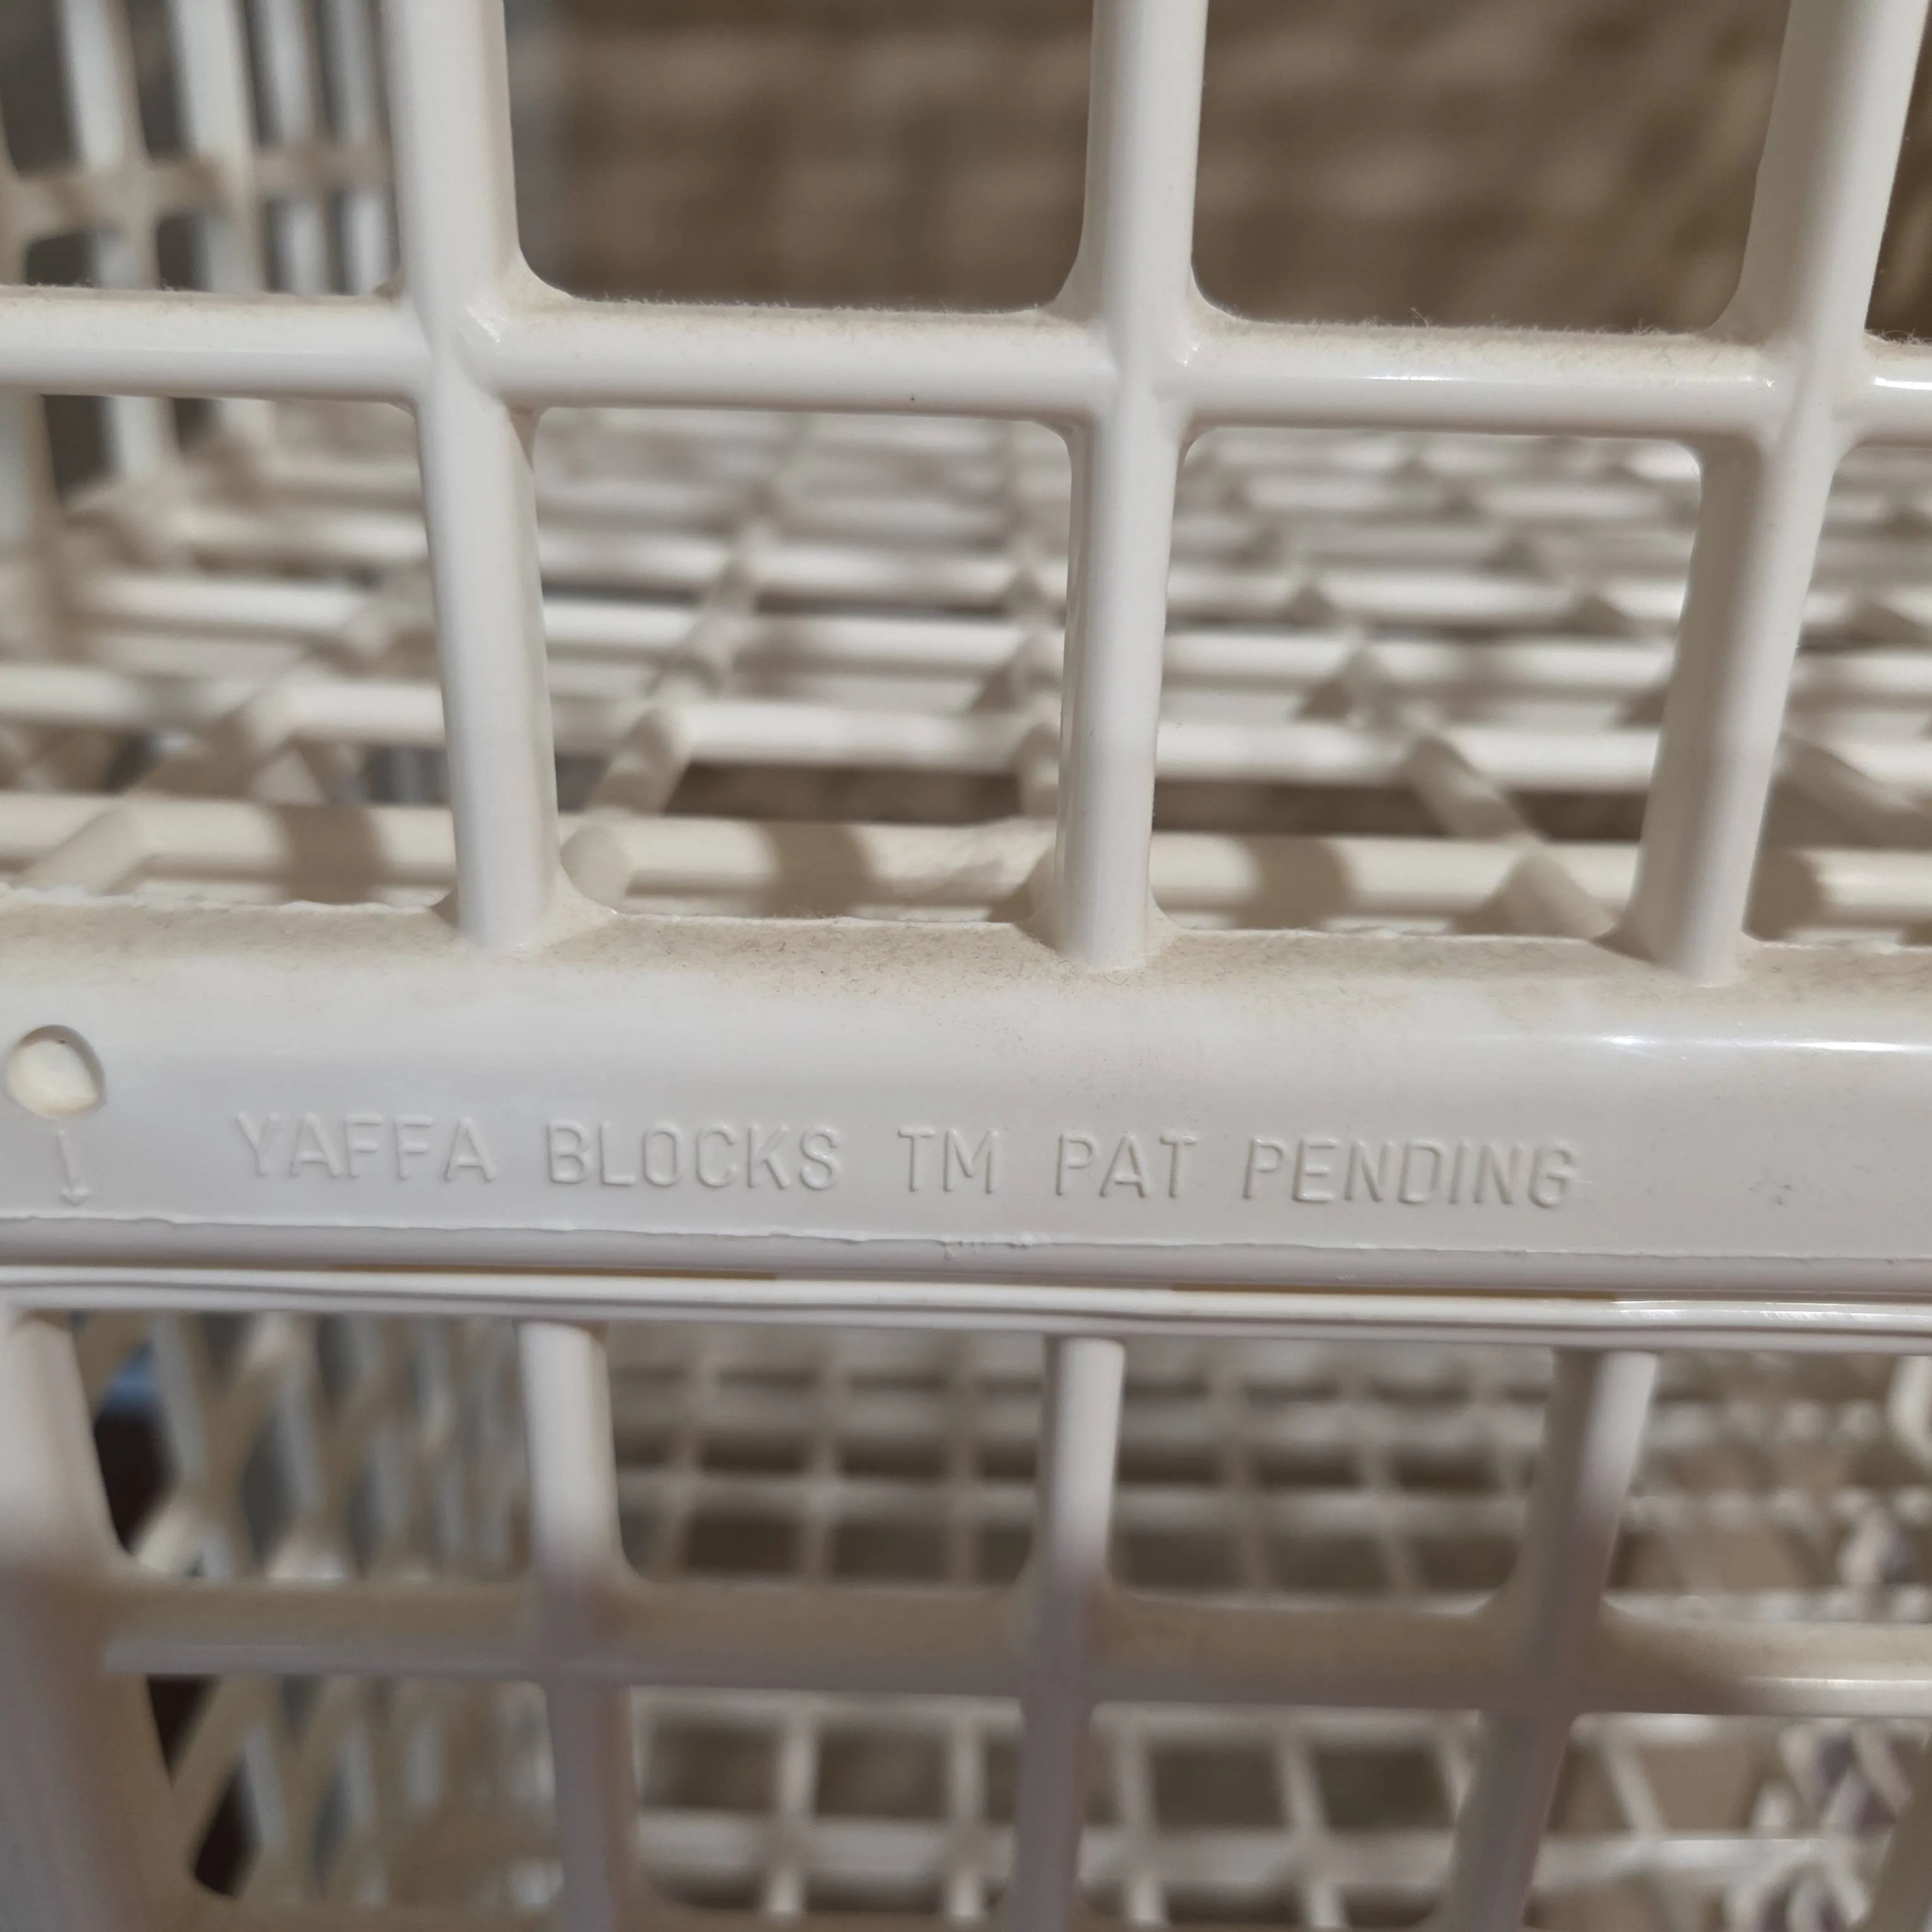 YAFFA BLOCKS TM PAT PENDING